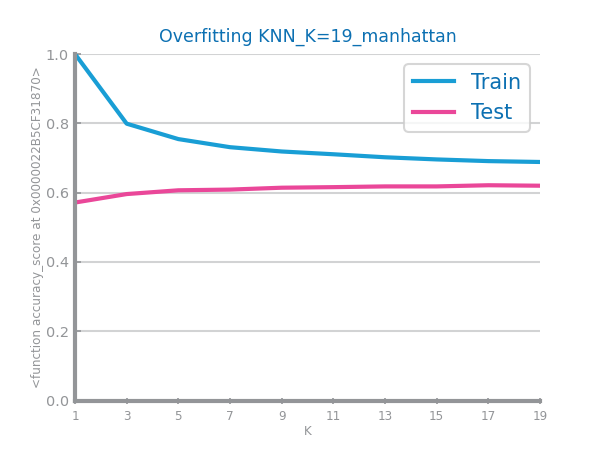 Overfitting KNN_K=19_manhattan
<function accuracy_score at 0x0000022B5CF31870>
1.0
0.8
0.6
0.4
0.2
0.0
Train
Test
1 3 5 7 9 11 13 15 17 19
K